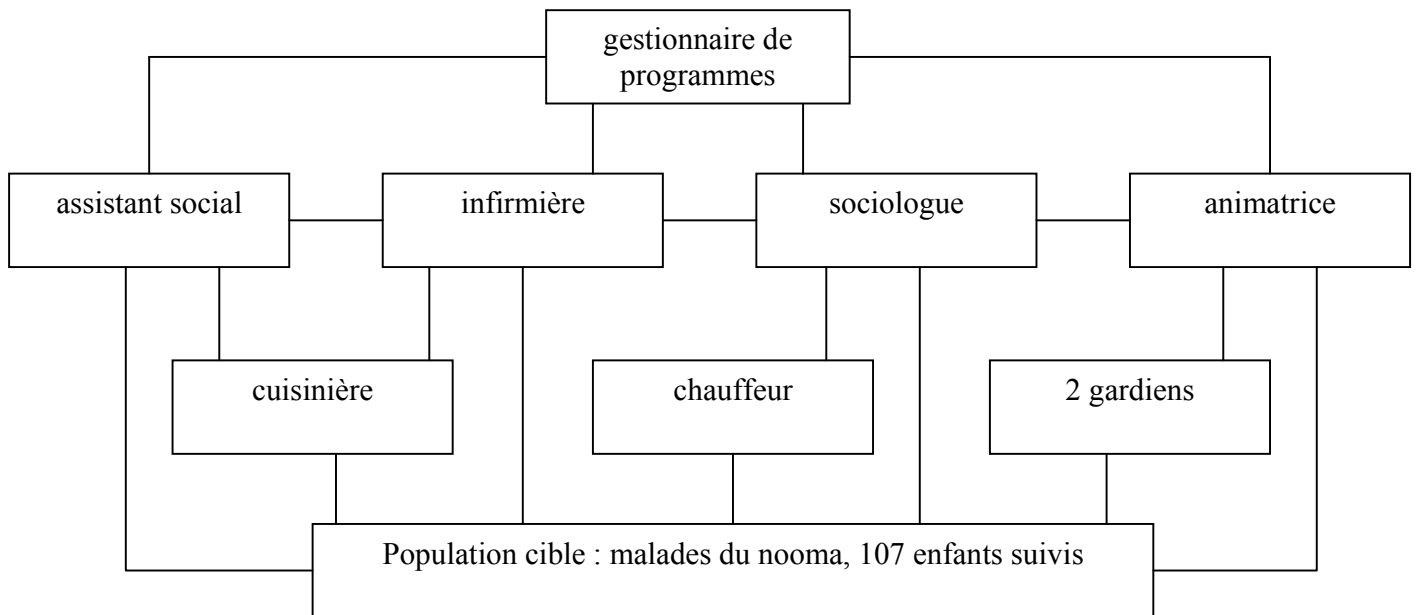 gestionnaire de
programmes
assistant social
infirmière
sociologue
animatrice
cuisinière
chauffeur
2 gardiens
Population cible : malades du nooma, 107 enfants suivis